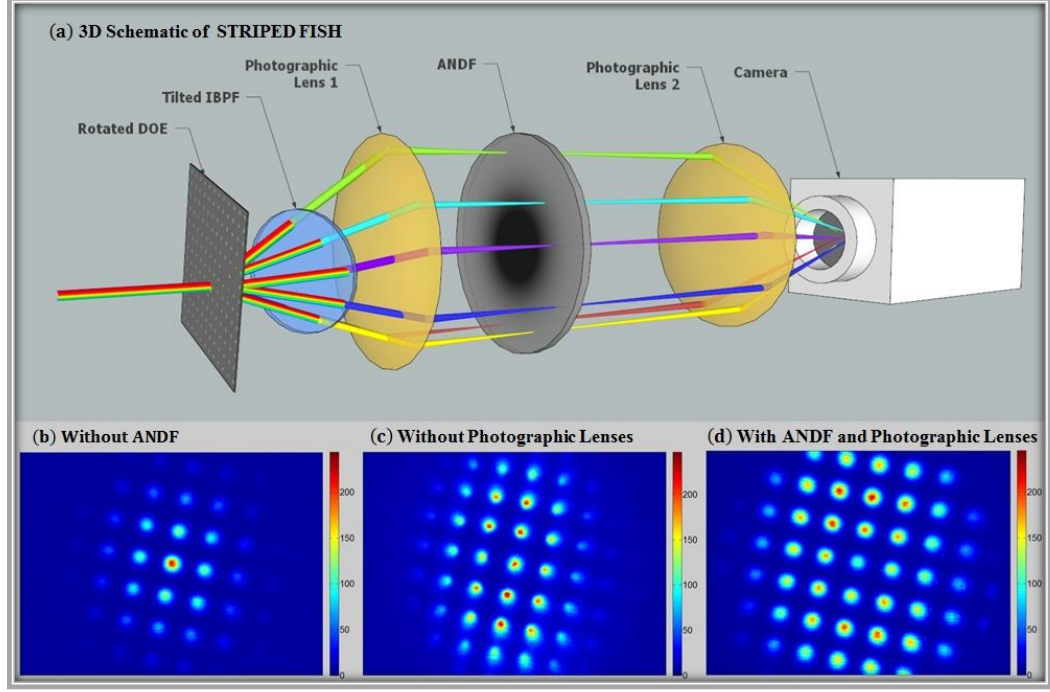 (a) 3D Schematic of STRIPED FISH
Photographic
Lens 1
ANDF
Photographic
Lens 2
Camera
Tilted IBPF
Rotated DOE
(b) Without ANDF
(c) Without Photographic Lenses
(d) With ANDF and Photographic Lenses
200
150
100
50
0
200
150
100
50
0
200
150
100
50
0